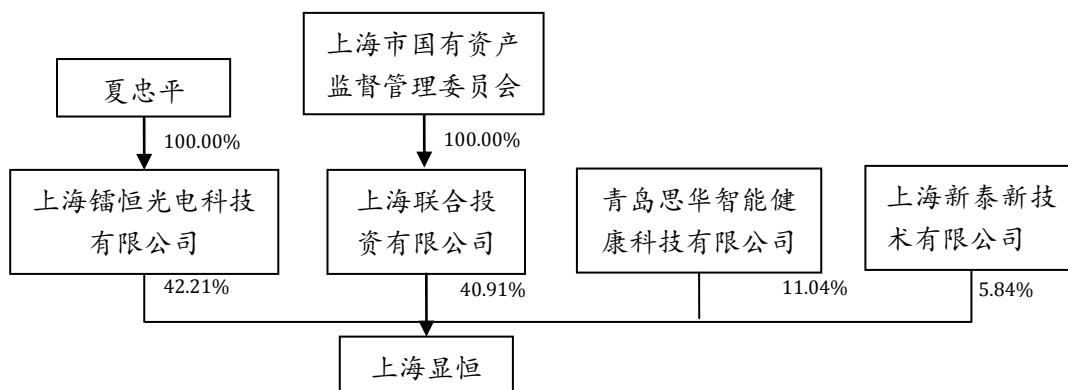 上海市国有资产
监督管理委员会
夏忠平
100.00%
100.00%
上海镭恒光电科技
有限公司
上海联合投
资有限公司
青岛思华智能健
康科技有限公司
上海新泰新技
术有限公司
42.21%
40.91%
11.04%
5.84%
上海显恒